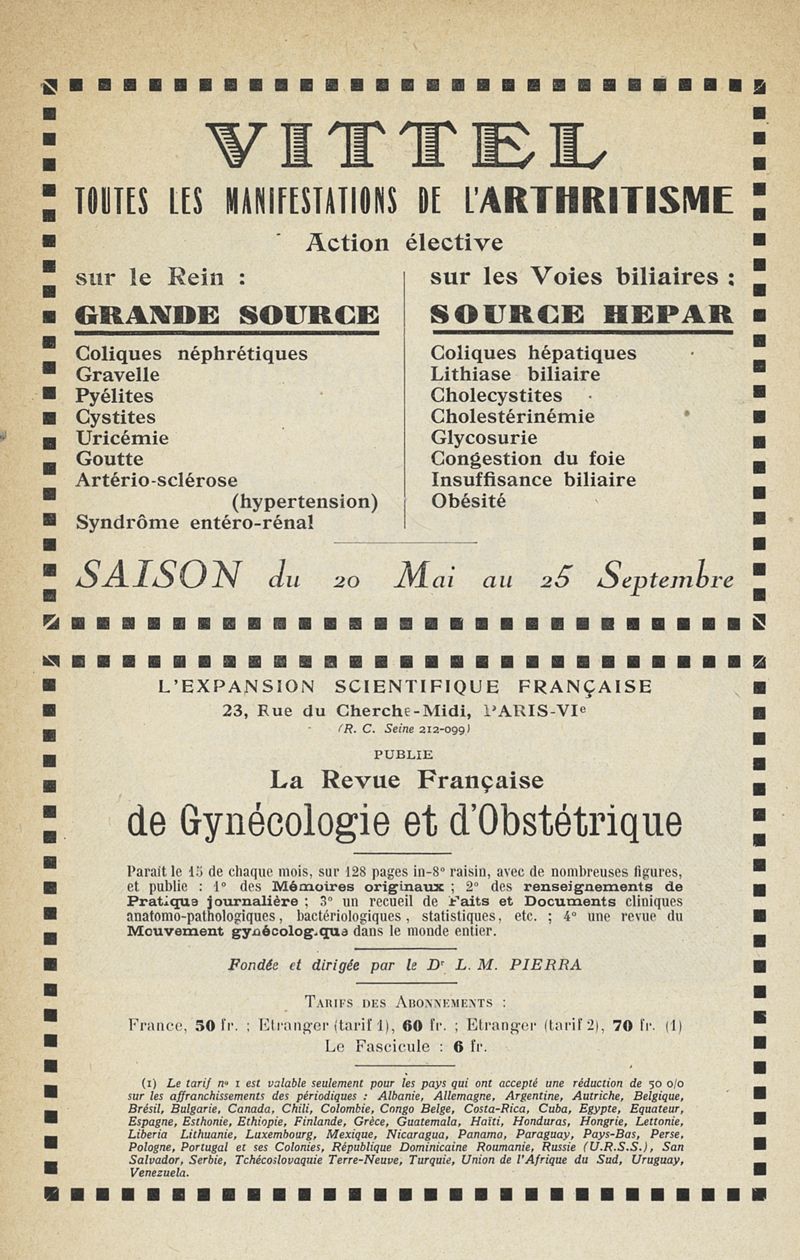 VITTEL
TOUTES LES MANIFESTATIONS DE L'ARTHRITISME
Action élective
sur le Rein :
GRANDE SOURCE
Coliques néphrétiques
Gravelle
Pyélites
Cystites
Uricémie
Goutte
Artério-sclérose
(hypertension)
Syndrôme entéro-rénal
sur les Voies biliaires :
SOURCE HEPAR
Coliques hépatiques
Lithiase biliaire
Cholecystites
Cholestérinémie
Glycosurie
Congestion du foie
Insuffisance biliaire
Obésité
SAISON du 20 Mai au 25 Septembre
L'EXPANSION SCIENTIFIQUE FRANÇAISE
23, Rue du Cherche-Midi, PARIS-VIe
(R. C. Seine 212-099)
PUBLIE
La Revue Française
de Gynécologie et d'Obstétrique
Paraît le 15 de chaque mois, sur 128 pages in-8° raisin, avec de nombreuses figures,
et publie : 1° des Mémoires originaux ; 2° des renseignements de
Pratique journalière ; 3° un recueil de Faits et Documents cliniques
anatomo-pathologiques, bactériologiques, statistiques, etc. ; 4° une revue du
Mouvement gynécologique dans le monde entier.
Fondée et dirigée par le Dr L. M. PIERRA
TARIFS DES ABONNEMENTS :
France, 50 fr. ; Etranger (tarif 1), 60 fr. ; Etranger (tarif 2), 70 fr. (1)
Le Fascicule : 6 fr.
(1) Le tarif n° 1 est valable seulement pour les pays qui ont accepté une réduction de 50 o/o
sur les affranchissements des périodiques : Albanie, Allemagne, Argentine, Autriche, Belgique,
Brésil, Bulgarie, Canada, Chili, Colombie, Congo Belge, Costa-Rica, Cuba, Egypte, Equateur,
Espagne, Esthonie, Ethiopie, Finlande, Grèce, Guatemala, Haïti, Honduras, Hongrie, Lettonie,
Liberia Lithuanie, Luxembourg, Mexique, Nicaragua, Panama, Paraguay, Pays-Bas, Perse,
Pologne, Portugal et ses Colonies, République Dominicaine Roumanie, Russie (U.R.S.S.), San
Salvador, Serbie, Tchécoslovaquie Terre-Neuve, Turquie, Union de l'Afrique du Sud, Uruguay,
Venezuela.